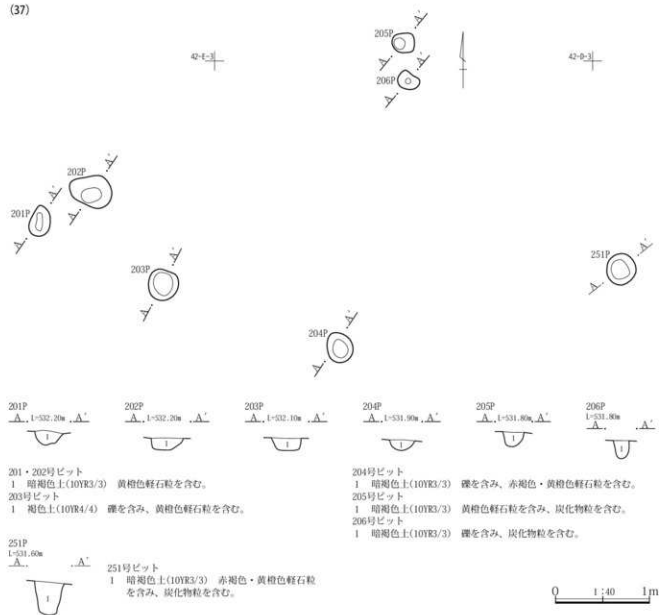 (37)
205P
A'
42-E-3
A
A'
42-D-3
206P
A
202P
A'
A'
201P
A
A
A'
251P
A'
203P
A
A
A'
204P
A
201P
A L=532.20m A'
1
202P
A L=532.20m A'
1
203P
A L=532.10m A'
1
204P
A L=531.90m A'
1
205P
A L=531.80m A'
1
206P
L=531.80m
A A'
1
201・202号ピット
1 暗褐色土(10YR3/3) 黄橙色軽石粒を含む。
203号ピット
1 褐色土(10YR4/4) 礫を含み、黄橙色軽石粒を含む。
204号ピット
1 暗褐色土(10YR3/3) 礫を含み、赤褐色・黄橙色軽石粒を含む。
205号ピット
1 暗褐色土(10YR3/3) 黄橙色軽石粒を含み、炭化物粒を含む。
206号ピット
1 暗褐色土(10YR3/3) 礫を含み、炭化物粒を含む。
251P
L=531.60m
A A'
1
251号ピット
1 暗褐色土(10YR3/3) 赤褐色・黄橙色軽石粒
を含み、炭化物粒を含む。
0 1:40 1m